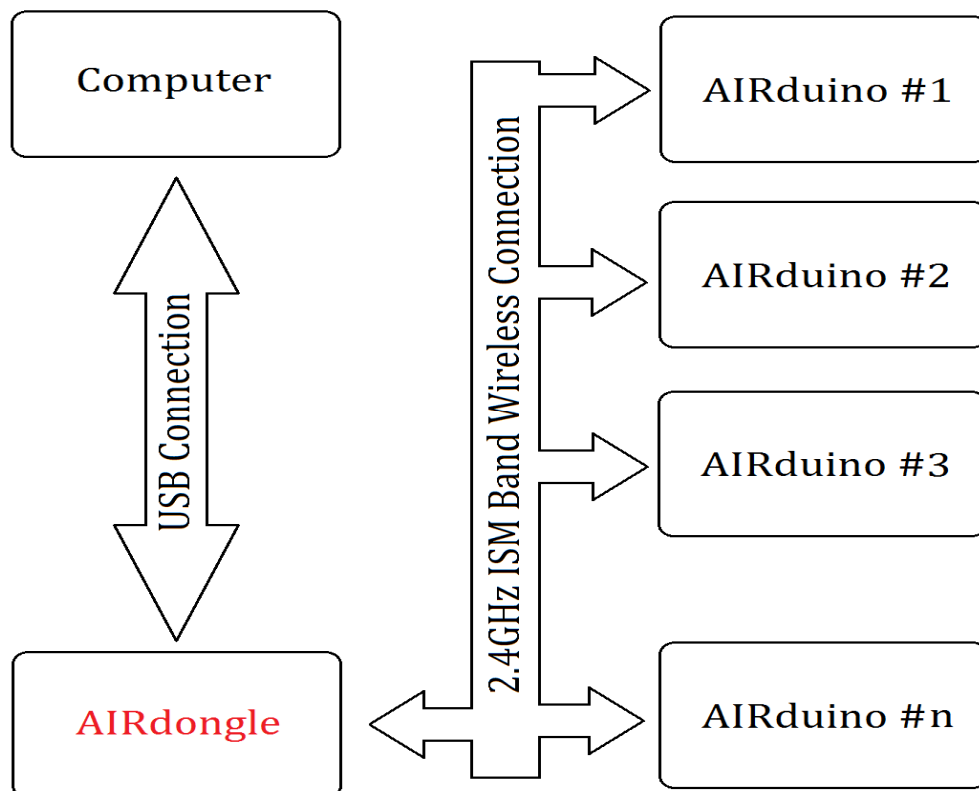 Computer
USB Connection
AIRdongle
2.4GHz ISM Band Wireless Connection
AIRduino #1
AIRduino #2
AIRduino #3
AIRduino #n